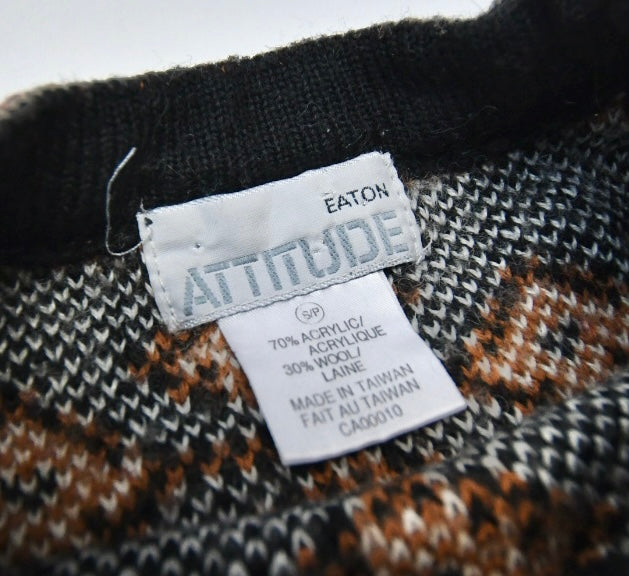 EATON
ATTITUDE
S/P
70% ACRYLIC/
ACRYLIQUE
30% WOOL/
LAINE
MADE IN TAIWAN
FAIT AU TAIWAN
CA00010